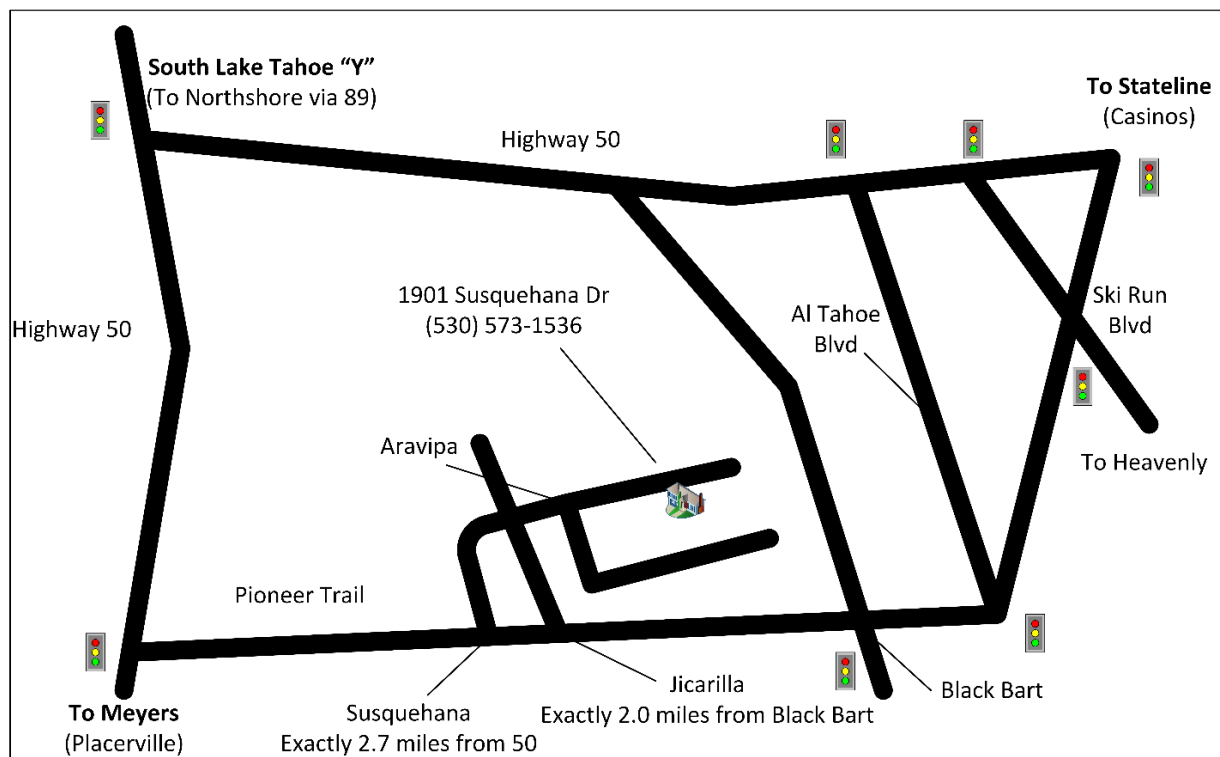 South Lake Tahoe “Y”
(To Northshore via 89)
To Stateline
(Casinos)
Highway 50
1901 Susquehana Dr
(530) 573-1536
Al Tahoe
Blvd
Ski Run
Blvd
Highway 50
Aravipa
To Heavenly
Pioneer Trail
Jicarilla
Exactly 2.0 miles from Black Bart
Black Bart
To Meyers
(Placerville)
Susquehana
Exactly 2.7 miles from 50